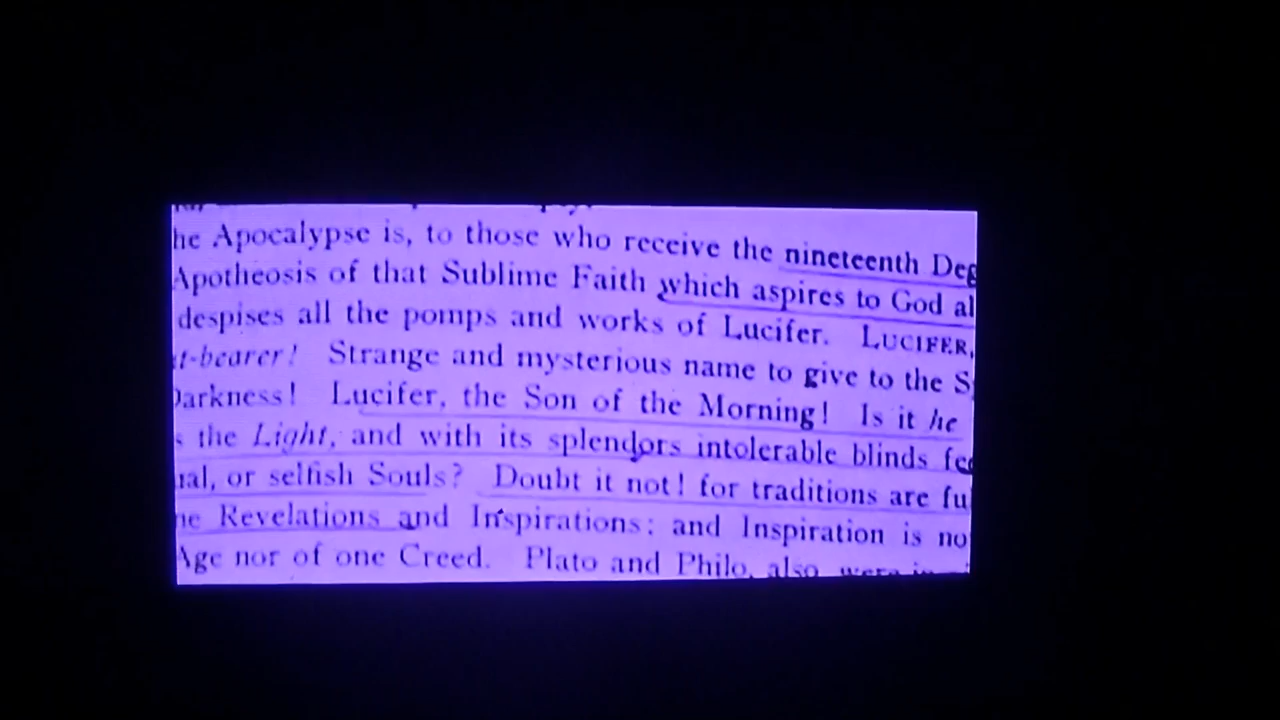 he Apocalypse is, to those who receive the nineteenth Deg
Apotheosis of that Sublime Faith which aspires to God al
despises all the pomps and works of Lucifer. LUCIFER,
t-bearer! Strange and mysterious name to give to the S
Darkness! Lucifer, the Son of the Morning! Is it he
s the Light, and with its splendors intolerable blinds fee
ual, or selfish Souls? Doubt it not! for traditions are fu
ne Revelations and Inspirations: and Inspiration is no
Age nor of one Creed. Plato and Philo, also, were in